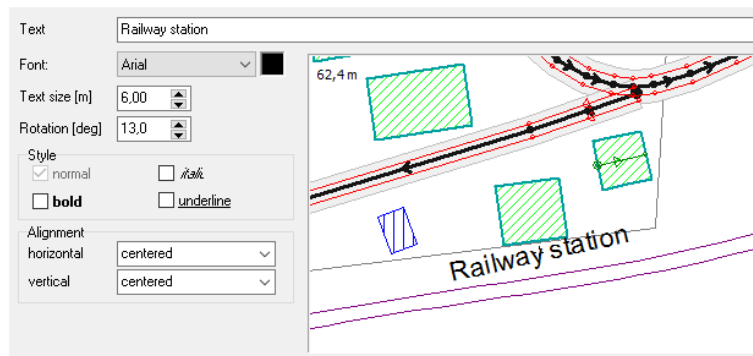 Text Railway station
Font: Arial
Text size [m] 6,00
Rotation [deg] 13,0
Style
normal italic
bold underline
Alignment
horizontal centered
vertical centered
62,4 m
Railway station